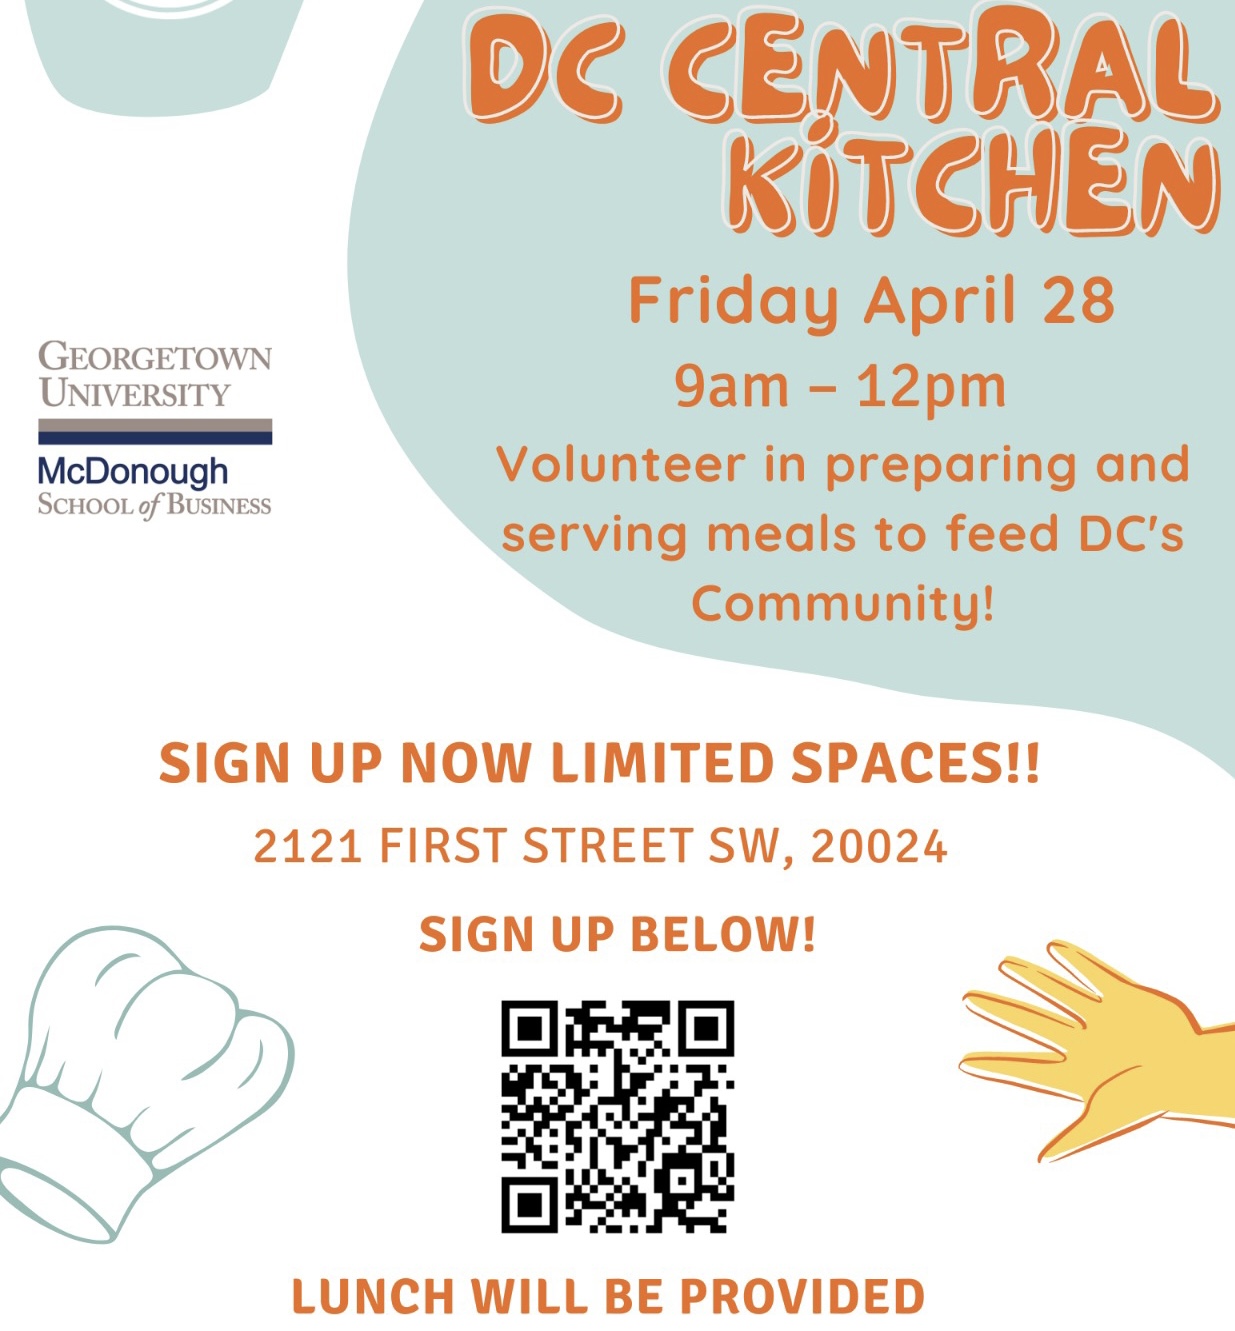 DC CENTRAL
KITCHEN
Friday April 28
9am – 12pm
Volunteer in preparing and
serving meals to feed DC's
Community!
GEORGETOWN
UNIVERSITY
McDonough
SCHOOL of BUSINESS
SIGN UP NOW LIMITED SPACES!!
2121 FIRST STREET SW, 20024
SIGN UP BELOW!
LUNCH WILL BE PROVIDED